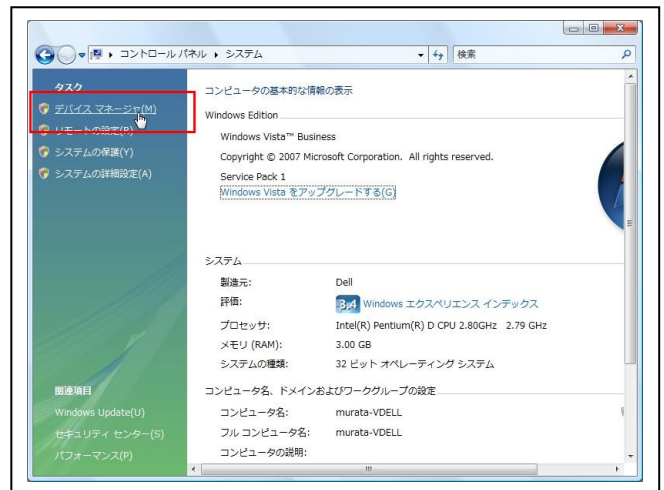 コントロール パネル ▸ システム
検索
タスク
デバイス マネージャ(M)
リモートの設定(R)
システムの保護(Y)
システムの詳細設定(A)
コンピュータの基本的な情報の表示
Windows Edition
Windows Vista™ Business
Copyright © 2007 Microsoft Corporation. All rights reserved.
Service Pack 1
Windows Vista をアップグレードする(G)
システム
製造元: Dell
評価: 3.4 Windows エクスペリエンス インデックス
プロセッサ: Intel(R) Pentium(R) D CPU 2.80GHz 2.79 GHz
メモリ (RAM): 3.00 GB
システムの種類: 32 ビット オペレーティング システム
コンピュータ名、ドメインおよびワークグループの設定
コンピュータ名: murata-VDELL
フル コンピュータ名: murata-VDELL
コンピュータの説明:
関連項目
Windows Update(U)
セキュリティ センター(S)
パフォーマンス(P)